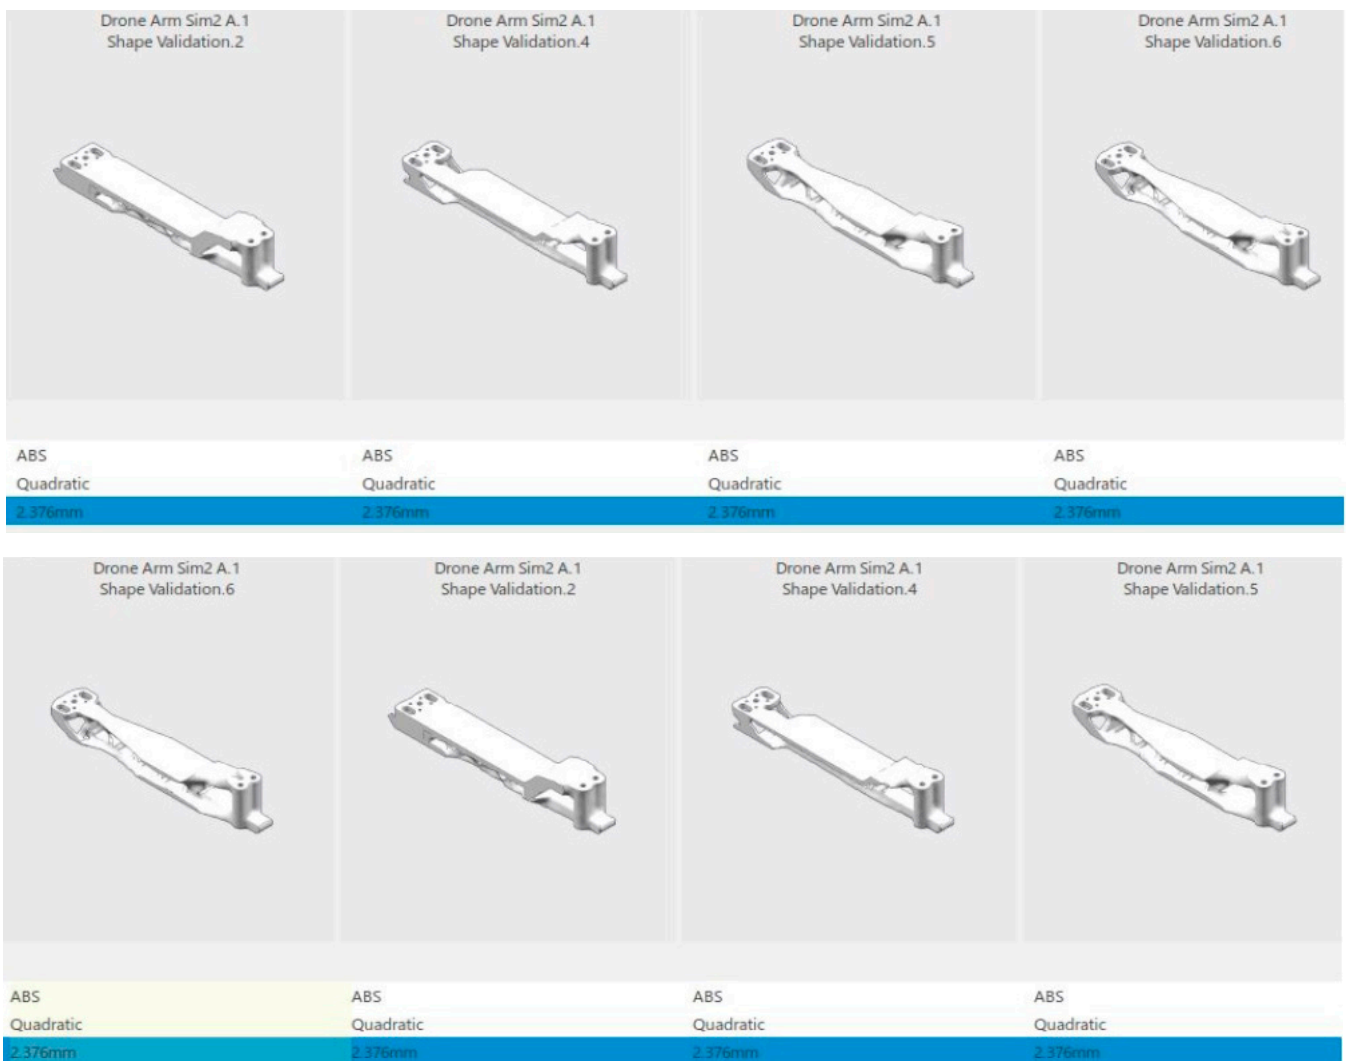 Drone Arm Sim2 A.1 Drone Arm Sim2 A.1 Drone Arm Sim2 A.1 Drone Arm Sim2 A.1
Shape Validation.2 Shape Validation.4 Shape Validation.5 Shape Validation.6
ABS ABS ABS ABS
Quadratic Quadratic Quadratic Quadratic
2.376mm 2.376mm 2.376mm 2.376mm
Drone Arm Sim2 A.1 Drone Arm Sim2 A.1 Drone Arm Sim2 A.1 Drone Arm Sim2 A.1
Shape Validation.6 Shape Validation.2 Shape Validation.4 Shape Validation.5
ABS ABS ABS ABS
Quadratic Quadratic Quadratic Quadratic
2.376mm 2.376mm 2.376mm 2.376mm